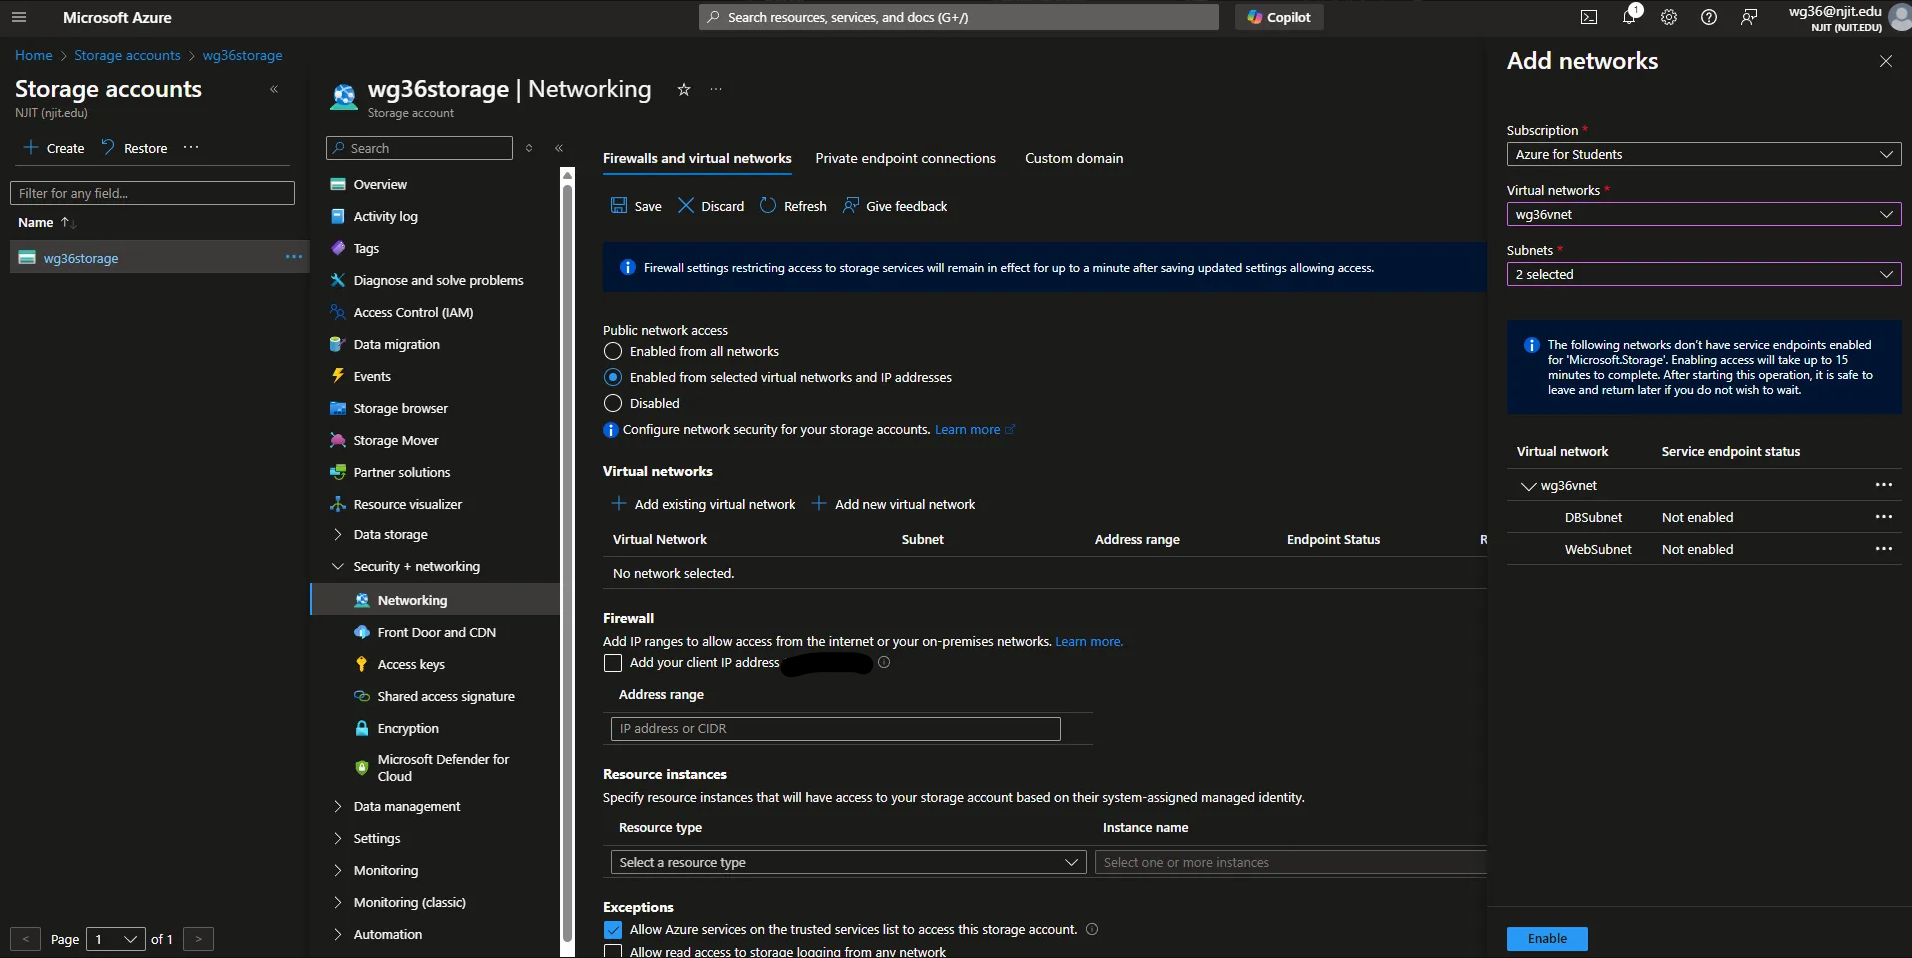 Microsoft Azure
Search resources, services, and docs (G+/)
Copilot
1
wg36@njit.edu
NJIT (NJIT.EDU)
Home > Storage accounts > wg36storage
Storage accounts
NJIT (njit.edu)
Create
Restore
Filter for any field...
Name
wg36storage
Page 1 of 1
wg36storage | Networking
Storage account
Search
Overview
Activity log
Tags
Diagnose and solve problems
Access Control (IAM)
Data migration
Events
Storage browser
Storage Mover
Partner solutions
Resource visualizer
Data storage
Security + networking
Networking
Front Door and CDN
Access keys
Shared access signature
Encryption
Microsoft Defender for
Cloud
Data management
Settings
Monitoring
Monitoring (classic)
Automation
Firewalls and virtual networks
Private endpoint connections
Custom domain
Save
Discard
Refresh
Give feedback
Firewall settings restricting access to storage services will remain in effect for up to a minute after saving updated settings allowing access.
Public network access
Enabled from all networks
Enabled from selected virtual networks and IP addresses
Disabled
Configure network security for your storage accounts. Learn more
Virtual networks
Add existing virtual network
Add new virtual network
Virtual Network Subnet Address range Endpoint Status R
No network selected.
Firewall
Add IP ranges to allow access from the internet or your on-premises networks. Learn more.
Add your client IP address
Address range
IP address or CIDR
Resource instances
Specify resource instances that will have access to your storage account based on their system-assigned managed identity.
Resource type Instance name
Select a resource type Select one or more instances
Exceptions
Allow Azure services on the trusted services list to access this storage account.
Allow read access to storage logging from any network
Add networks
Subscription *
Azure for Students
Virtual networks *
wg36vnet
Subnets *
2 selected
The following networks don't have service endpoints enabled
for 'Microsoft.Storage'. Enabling access will take up to 15
minutes to complete. After starting this operation, it is safe to
leave and return later if you do not wish to wait.
Virtual network Service endpoint status
wg36vnet
DBSubnet Not enabled
WebSubnet Not enabled
Enable